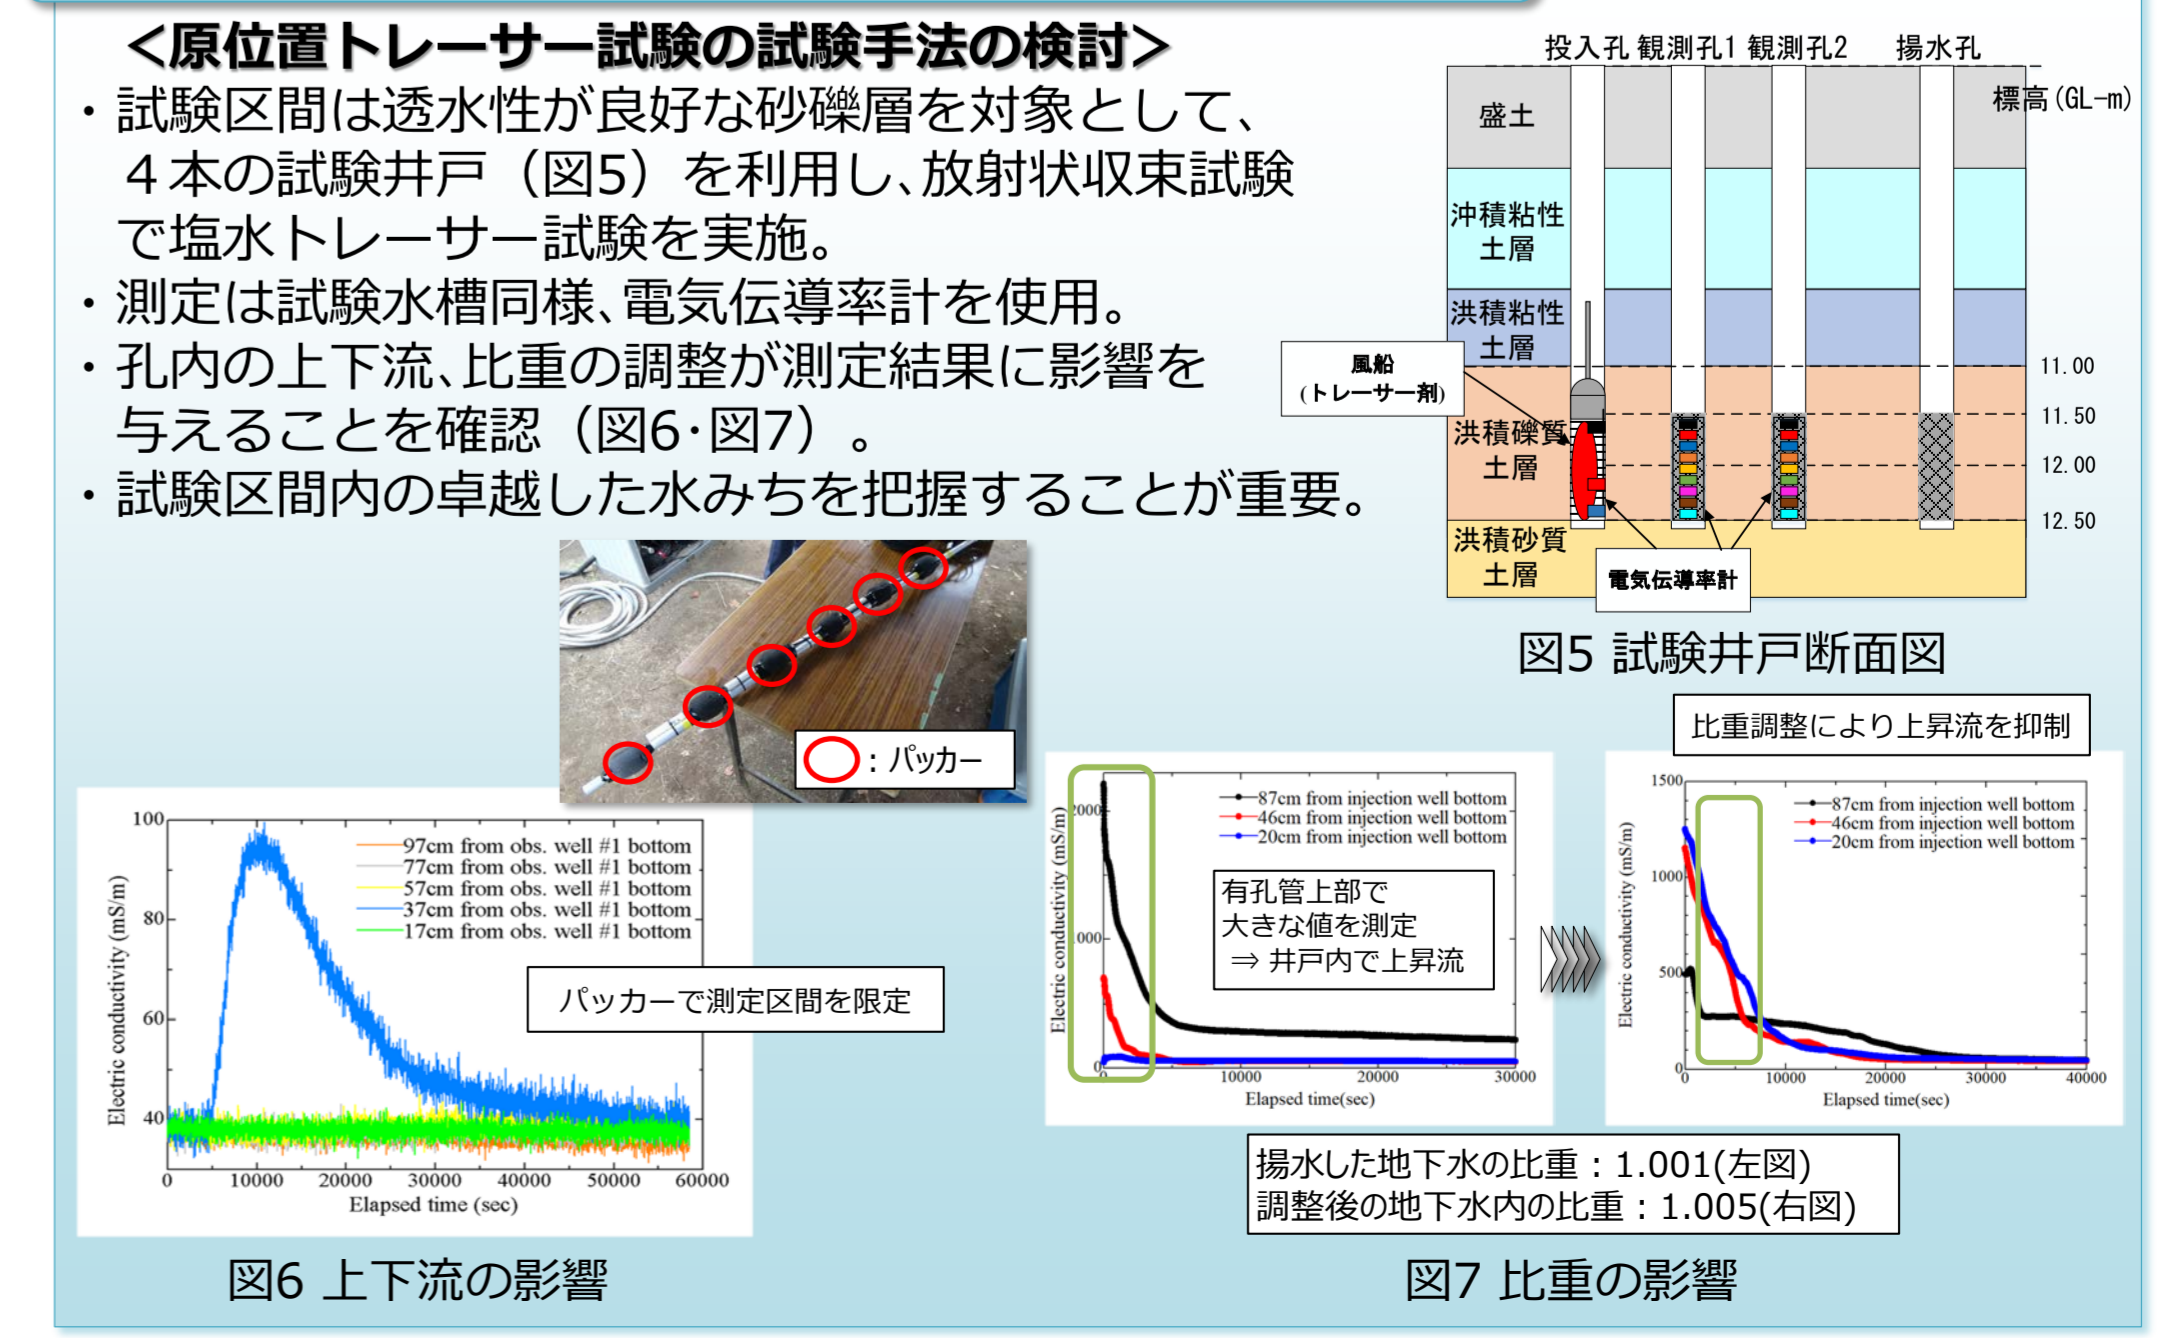 <原位置トレーサー試験の試験手法の検討>
・試験区間は透水性が良好な砂礫層を対象として、
４本の試験井戸（図5）を利用し、放射状収束試験
で塩水トレーサー試験を実施。
・測定は試験水槽同様、電気伝導率計を使用。
・孔内の上下流、比重の調整が測定結果に影響を
与えることを確認（図6・図7）。
・試験区間内の卓越した水みちを把握することが重要。
投入孔 観測孔1 観測孔2 揚水孔
標高(GL-m)
盛土
沖積粘性
土層
洪積粘性
土層
風船
(トレーサー剤)
洪積礫質
土層
洪積砂質
土層
電気伝導率計
11.00
11.50
12.00
12.50
図5 試験井戸断面図
：パッカー
100
80
60
40
0 10000 20000 30000 40000 50000 60000
Electric conductivity (mS/m)
Elapsed time (sec)
97cm from obs. well #1 bottom
77cm from obs. well #1 bottom
57cm from obs. well #1 bottom
37cm from obs. well #1 bottom
17cm from obs. well #1 bottom
パッカーで測定区間を限定
図6 上下流の影響
2000
1000
0
0 10000 20000 30000
Electric conductivity (mS/m)
Elapsed time(sec)
87cm from injection well bottom
46cm from injection well bottom
20cm from injection well bottom
有孔管上部で
大きな値を測定
⇒ 井戸内で上昇流
比重調整により上昇流を抑制
1500
1000
500
0
0 10000 20000 30000 40000
Electric conductivity (mS/m)
Elapsed time(sec)
87cm from injection well bottom
46cm from injection well bottom
20cm from injection well bottom
揚水した地下水の比重：1.001(左図)
調整後の地下水内の比重：1.005(右図)
図7 比重の影響